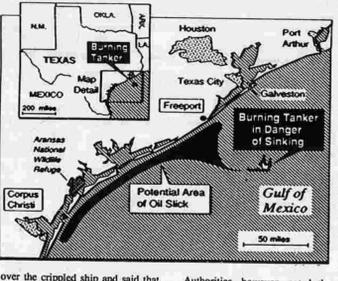 N.M.
OKLA.
ARK.
LA.
TEXAS
Burning
Tanker
Map
Detail
MEXICO
200 miles
Houston
Port
Arthur
Texas City
Galveston
Freeport
Burning Tanker
in Danger
of Sinking
Aransas
National
Wildlife
Refuge
Corpus
Christi
Potential Area
of Oil Slick
Gulf of
Mexico
50 miles
over the crippled ship and said that
Authorities, however,